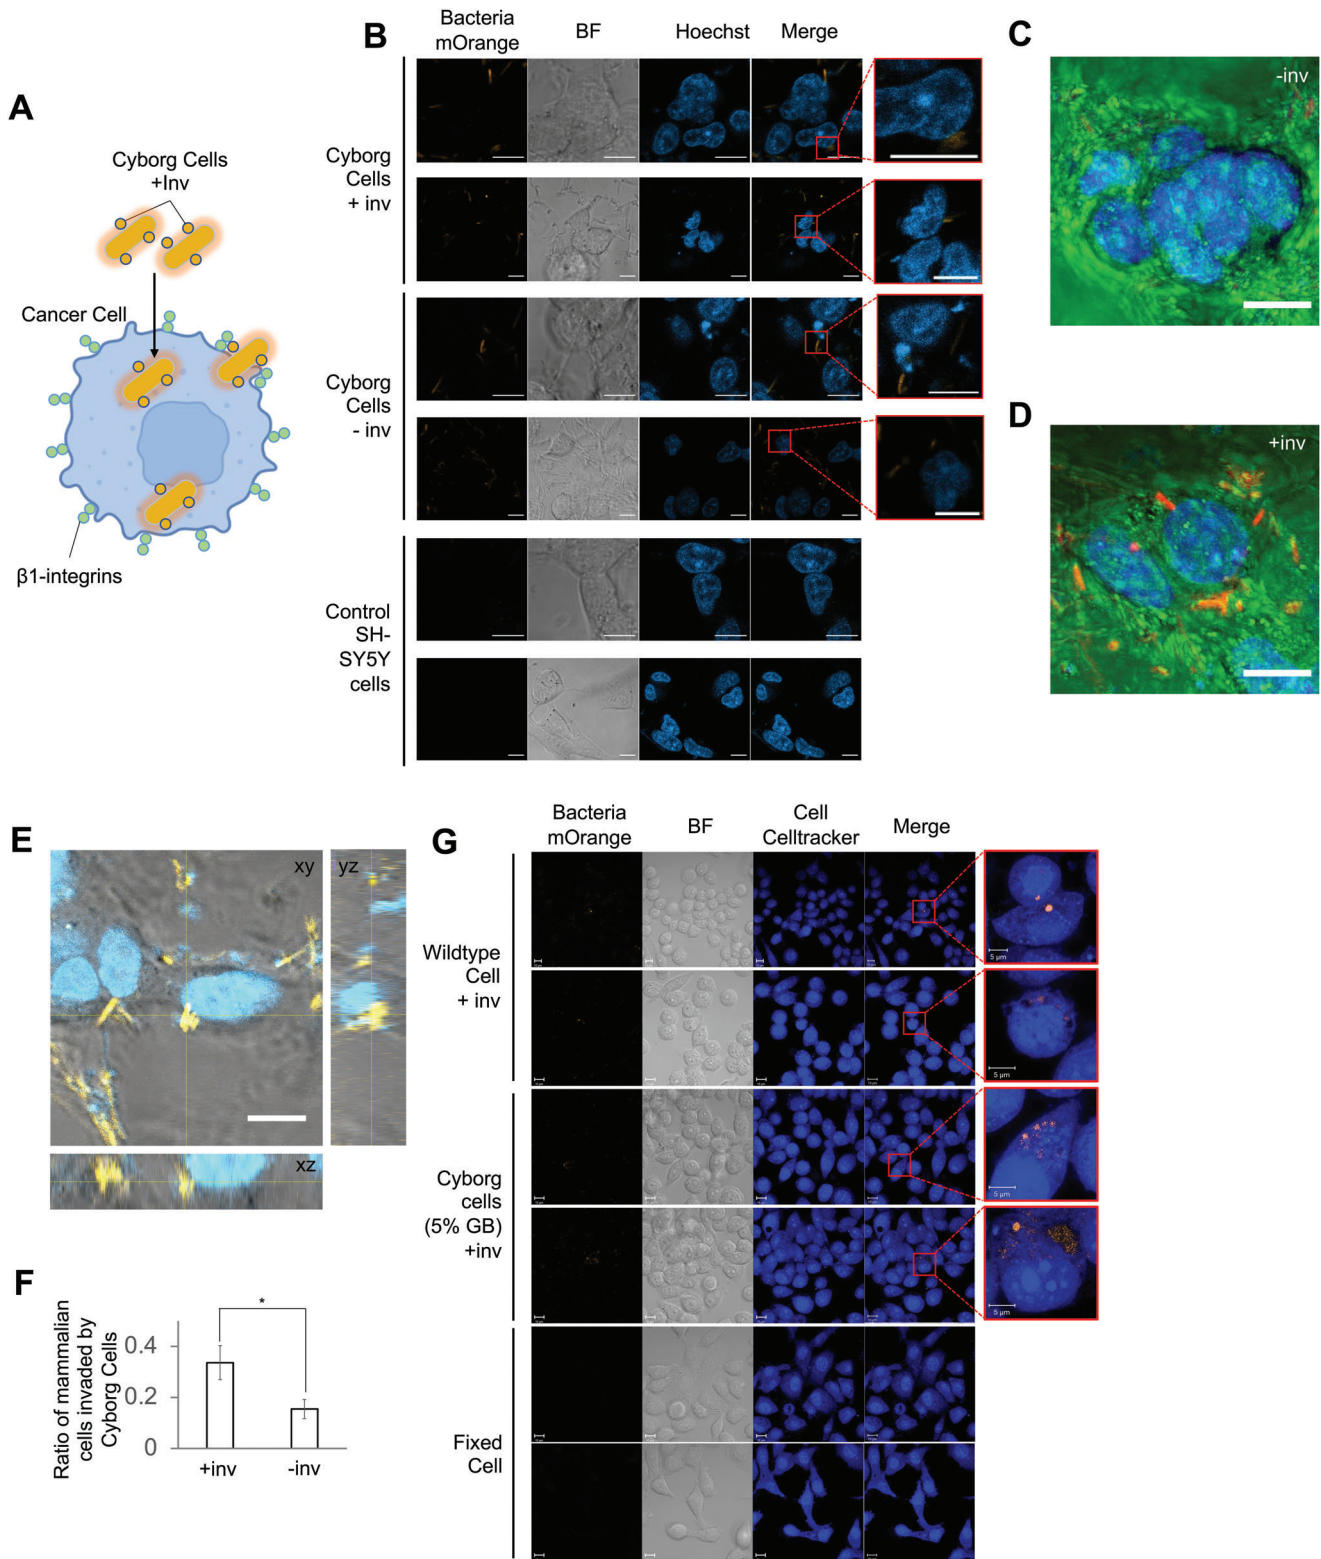 A
Cyborg Cells
+Inv
Cancer Cell
β1-integrins
B
Bacteria
mOrange
BF
Hoechst
Merge
Cyborg
Cells
+ inv
Cyborg
Cells
- inv
Control
SH-
SY5Y
cells
C
-inv
D
+inv
E
xy
yz
xz
F
Ratio of mammalian
cells invaded by
Cyborg Cells
0.4
0.2
0
*
+inv
-inv
G
Bacteria
mOrange
BF
Cell
Celltracker
Merge
Wildtype
Cell
+ inv
Cyborg
cells
(5% GB)
+inv
Fixed
Cell
5 µm
5 µm
5 µm
5 µm